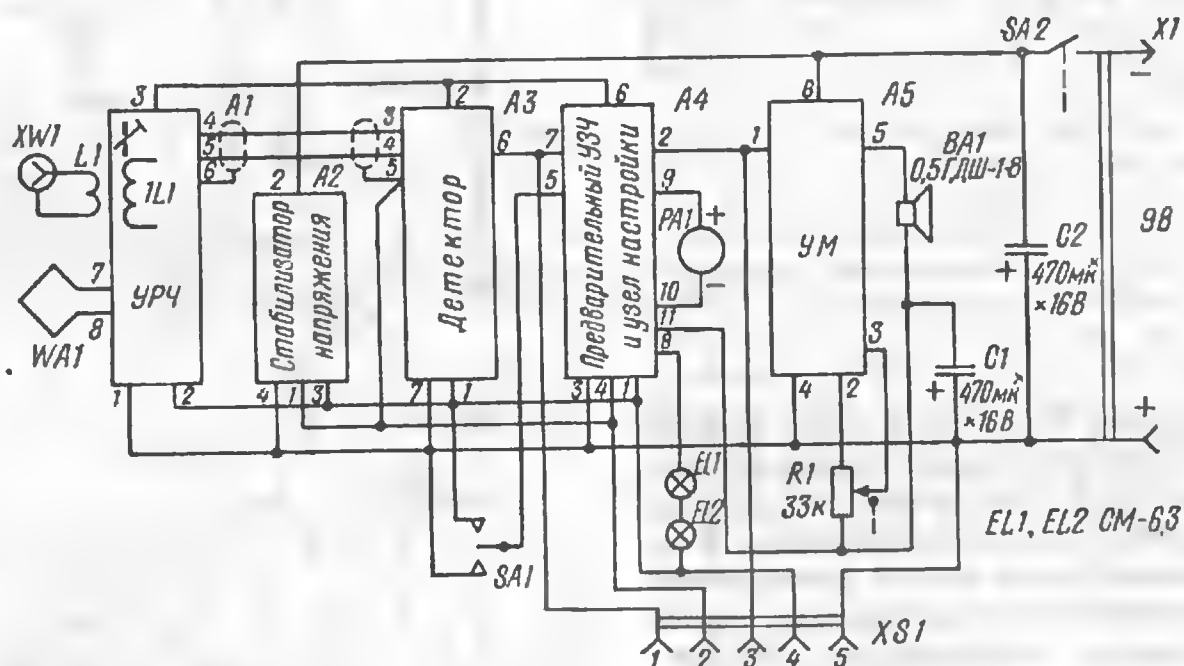 SA2
X1
−
3
A1
XW1
L1
1L1
4
5
6
7
8
УРЧ
WA1
1
2
2
A2
Стабилизатор
напряжения
4
1
3
2
A3
3
4
5
6
Детектор
7
1
SA1
6
A4
7
5
2
9
10
11
8
Предварительный УЗЧ
и узел настройки
3
4
1
PA1
+
−
EL1
EL2
8
A5
1
5
3
4
2
УМ
BA1
0,5ГДШ-1-8
R1
33к
C2
+ 470мк×
×16В
C1
+ 470мк×
×16В
9В
+
EL1, EL2 СМ-6,3
XS1
1
2
3
4
5